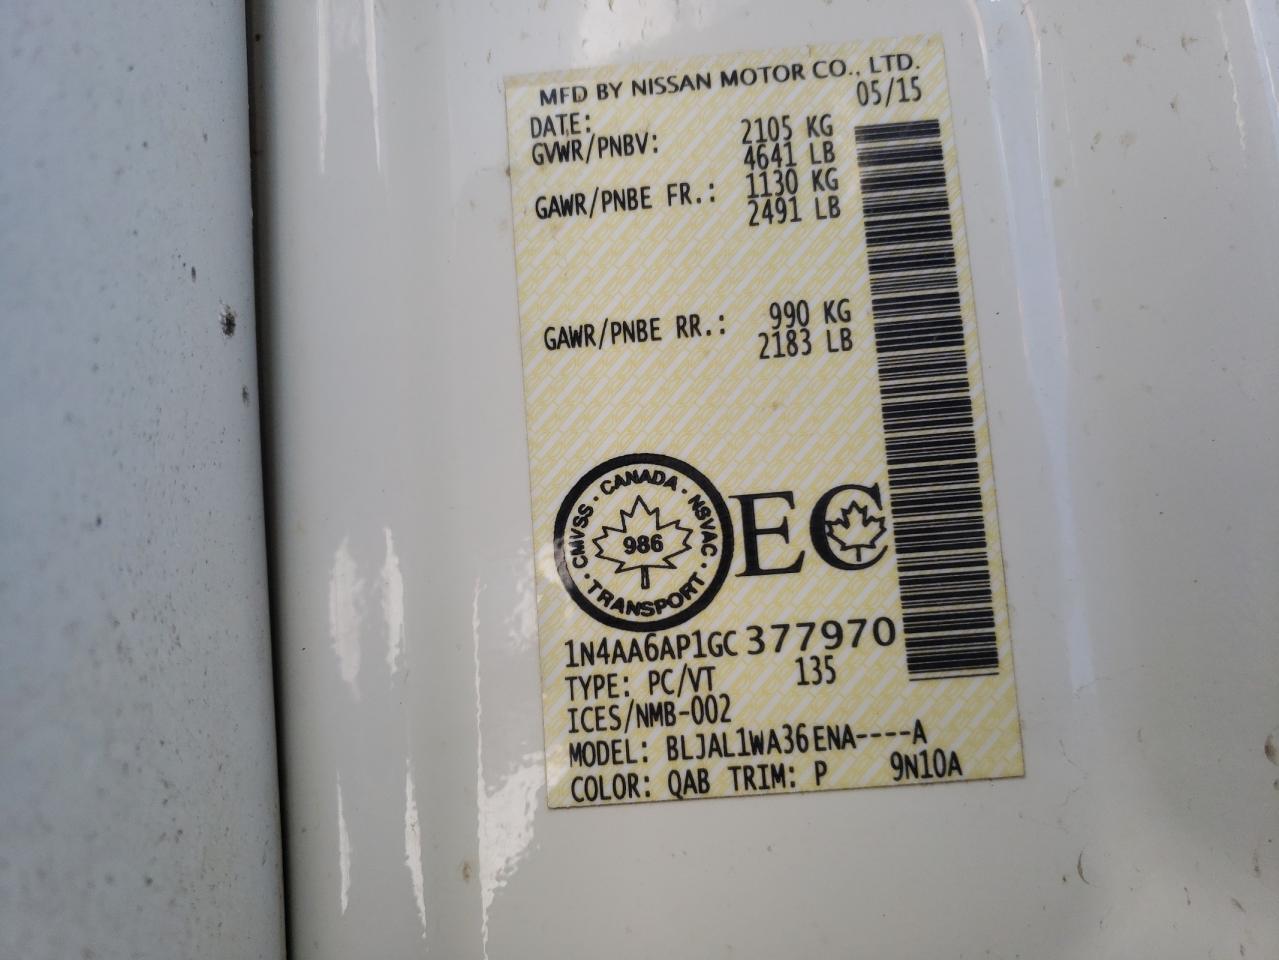 MFD BY NISSAN MOTOR CO., LTD.
DATE: 05/15
GVWR/PNBV: 2105 KG
4641 LB
GAWR/PNBE FR.: 1130 KG
2491 LB
GAWR/PNBE RR.: 990 KG
2183 LB
CMVSS · CANADA · NSVAC · TRANSPORT ·
986
EC
1N4AA6AP1GC377970
TYPE: PC/VT 135
ICES/NMB-002
MODEL: BLJAL1WA36ENA----A
COLOR: QAB TRIM: P 9N10A